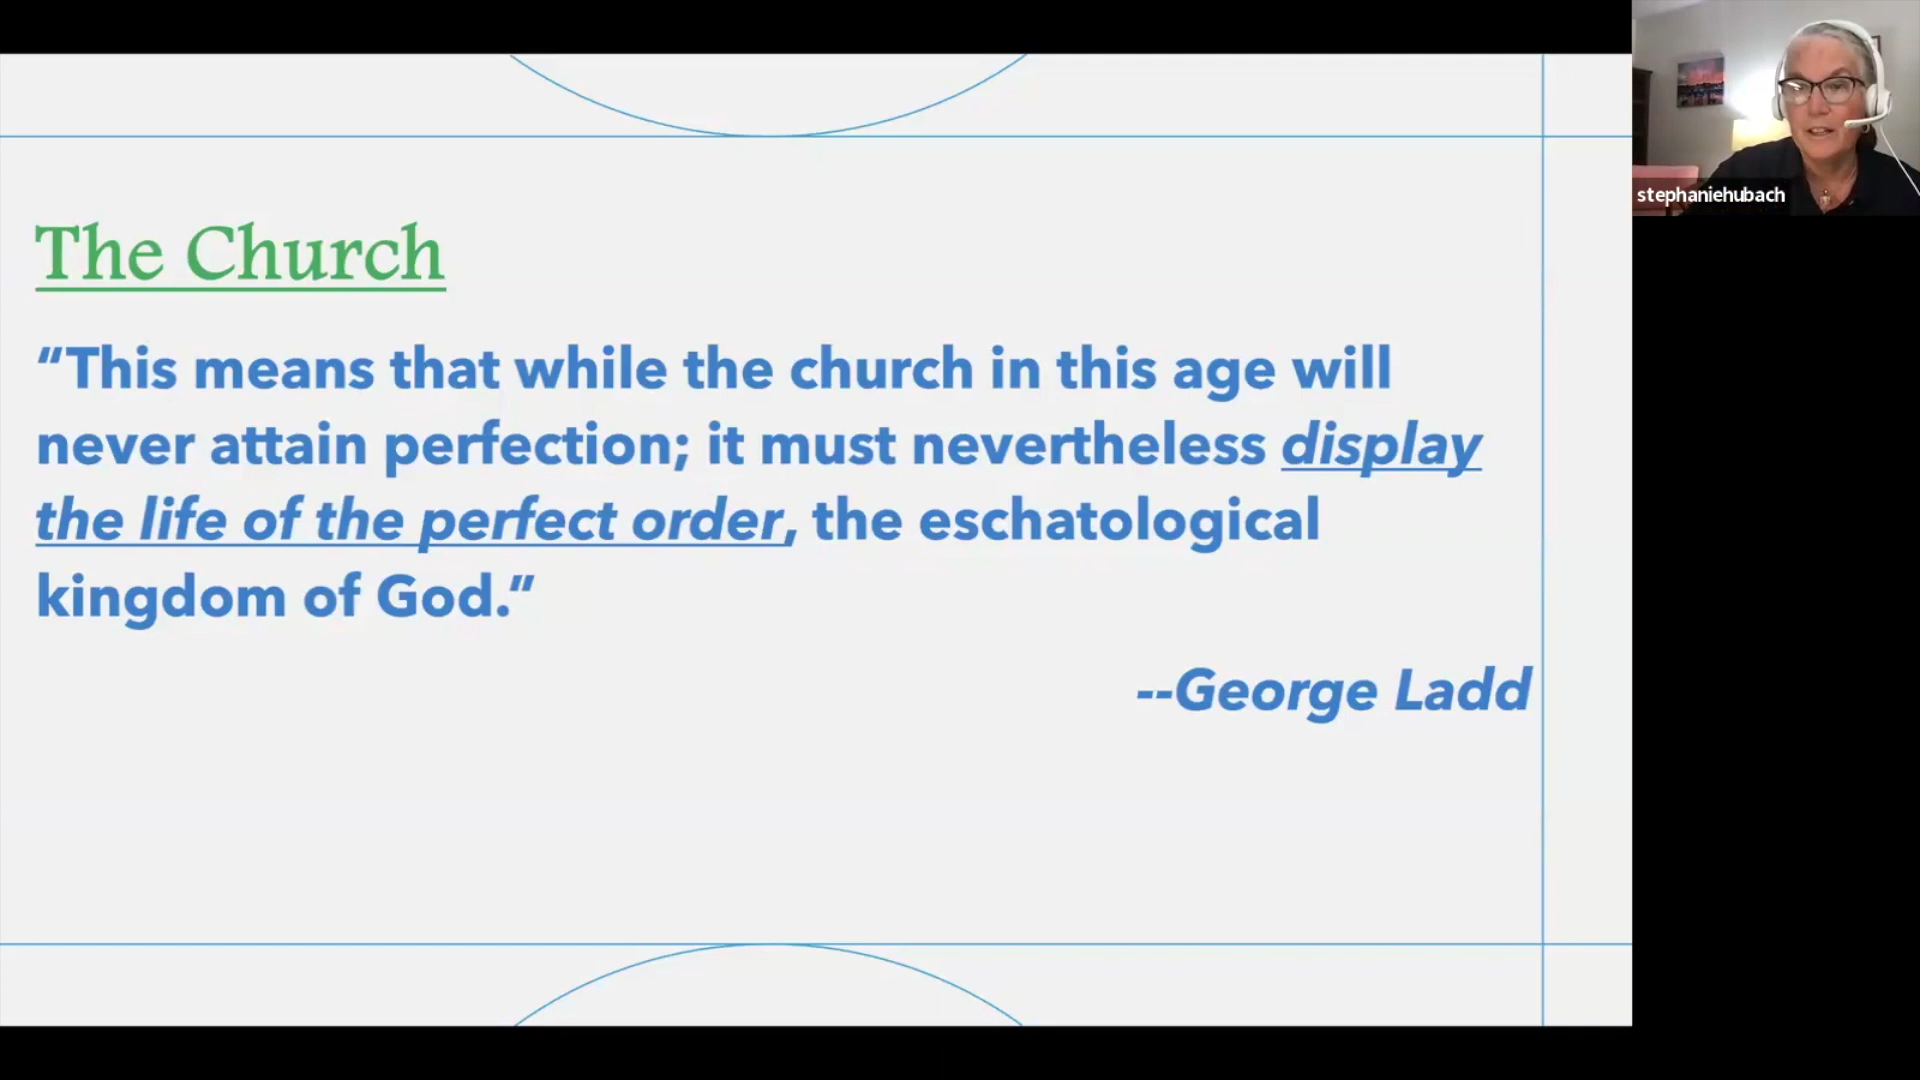 The Church
“This means that while the church in this age will
never attain perfection; it must nevertheless display
the life of the perfect order, the eschatological
kingdom of God.”
--George Ladd
stephaniehubach